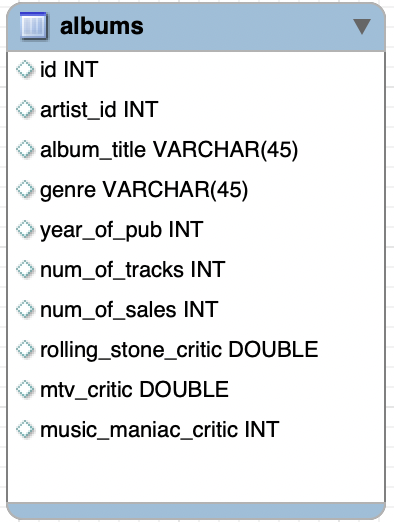 albums
id INT
artist_id INT
album_title VARCHAR(45)
genre VARCHAR(45)
year_of_pub INT
num_of_tracks INT
num_of_sales INT
rolling_stone_critic DOUBLE
mtv_critic DOUBLE
music_maniac_critic INT